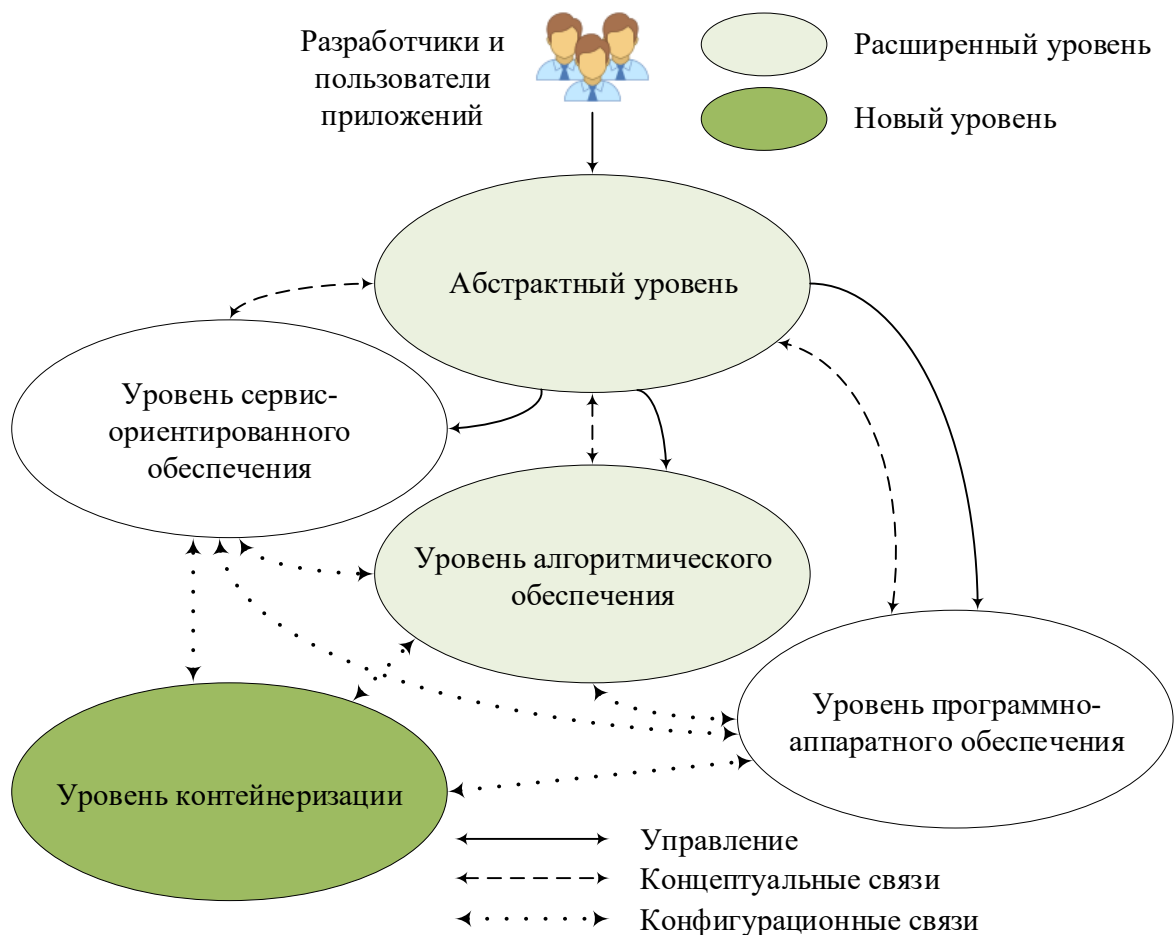 Разработчики и
пользователи
приложений
Расширенный уровень
Новый уровень
Абстрактный уровень
Уровень сервис-
ориентированного
обеспечения
Уровень алгоритмического
обеспечения
Уровень программно-
аппаратного обеспечения
Уровень контейнеризации
Управление
Концептуальные связи
Конфигурационные связи